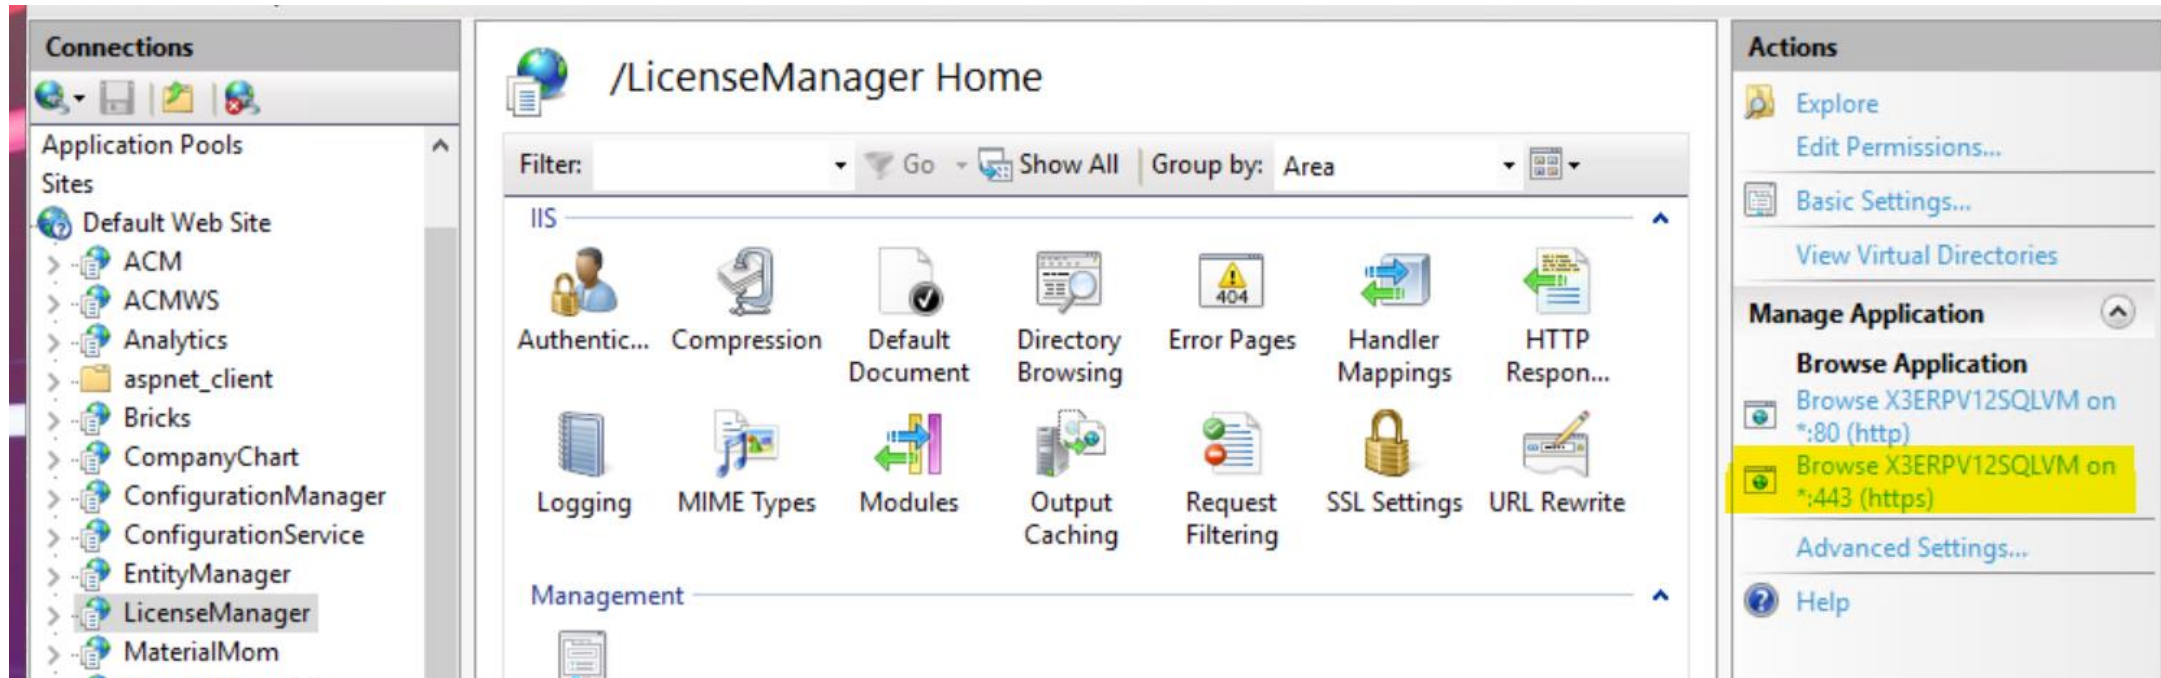 Connections
Application Pools
Sites
Default Web Site
ACM
ACMWS
Analytics
aspnet_client
Bricks
CompanyChart
ConfigurationManager
ConfigurationService
EntityManager
LicenseManager
MaterialMom
/LicenseManager Home
Filter:
Go
Show All
Group by:
Area
IIS
Authentic...
Compression
Default
Document
Directory
Browsing
Error Pages
404
Handler
Mappings
HTTP
Respon...
Logging
MIME Types
Modules
Output
Caching
Request
Filtering
SSL Settings
URL Rewrite
Management
Actions
Explore
Edit Permissions...
Basic Settings...
View Virtual Directories
Manage Application
Browse Application
Browse X3ERPV12SQLVM on
*:80 (http)
Browse X3ERPV12SQLVM on
*:443 (https)
Advanced Settings...
Help